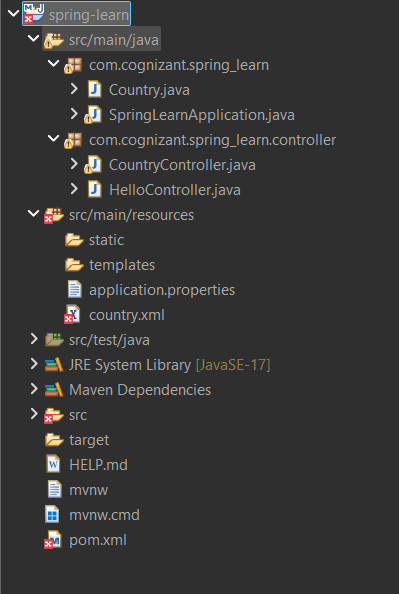 spring-learn
src/main/java
com.cognizant.spring_learn
Country.java
SpringLearnApplication.java
com.cognizant.spring_learn.controller
CountryController.java
HelloController.java
src/main/resources
static
templates
application.properties
country.xml
src/test/java
JRE System Library [JavaSE-17]
Maven Dependencies
src
target
HELP.md
mvnw
mvnw.cmd
pom.xml